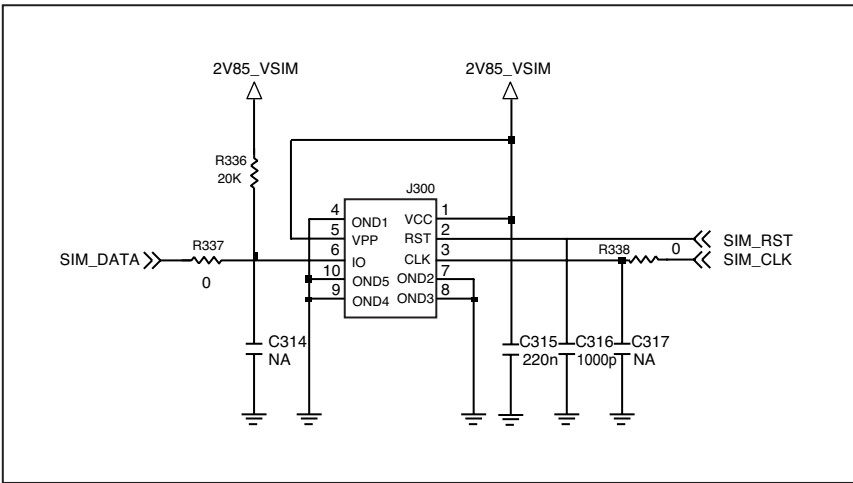 2V85_VSIM 2V85_VSIM
R336
20K
J300
4 OND1 VCC 1
5 VPP RST 2
6 IO CLK 3
10 OND5 OND2 7
9 OND4 OND3 8
SIM_DATA R337
0
R338 0
SIM_RST
SIM_CLK
C314
NA
C315
220n
C316
1000p
C317
NA